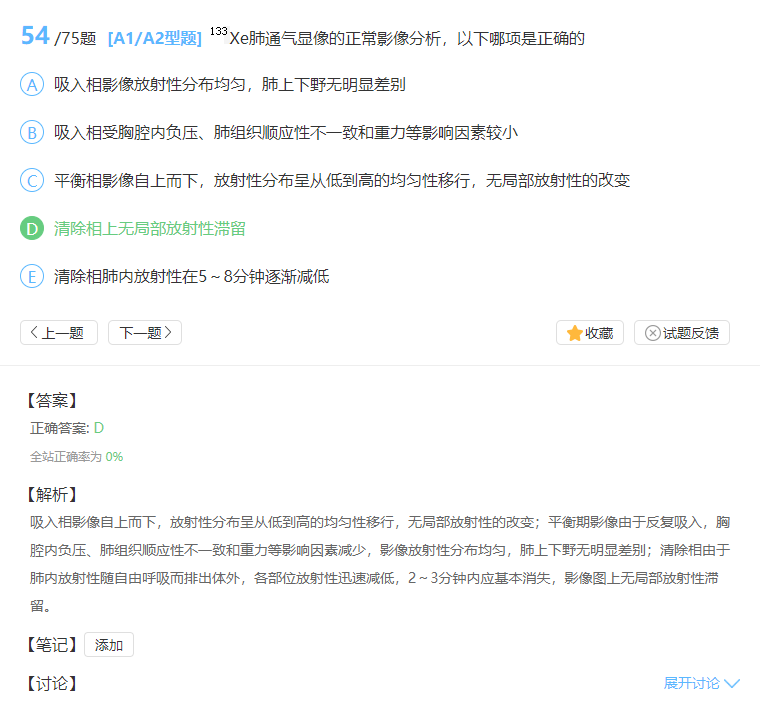 54 /75题 [A1/A2型题] ¹³³Xe肺通气显像的正常影像分析，以下哪项是正确的
A 吸入相影像放射性分布均匀，肺上下野无明显差别
B 吸入相受胸腔内负压、肺组织顺应性不一致和重力等影响因素较小
C 平衡相影像自上而下，放射性分布呈从低到高的均匀性移行，无局部放射性的改变
D 清除相上无局部放射性滞留
E 清除相肺内放射性在5～8分钟逐渐减低
上一题 下一题 收藏 试题反馈
【答案】
正确答案: D
全站正确率为 0%
【解析】
吸入相影像自上而下，放射性分布呈从低到高的均匀性移行，无局部放射性的改变；平衡期影像由于反复吸入，胸
腔内负压、肺组织顺应性不一致和重力等影响因素减少，影像放射性分布均匀，肺上下野无明显差别；清除相由于
肺内放射性随自由呼吸而排出体外，各部位放射性迅速减低，2～3分钟内应基本消失，影像图上无局部放射性滞
留。
【笔记】 添加
【讨论】 展开讨论